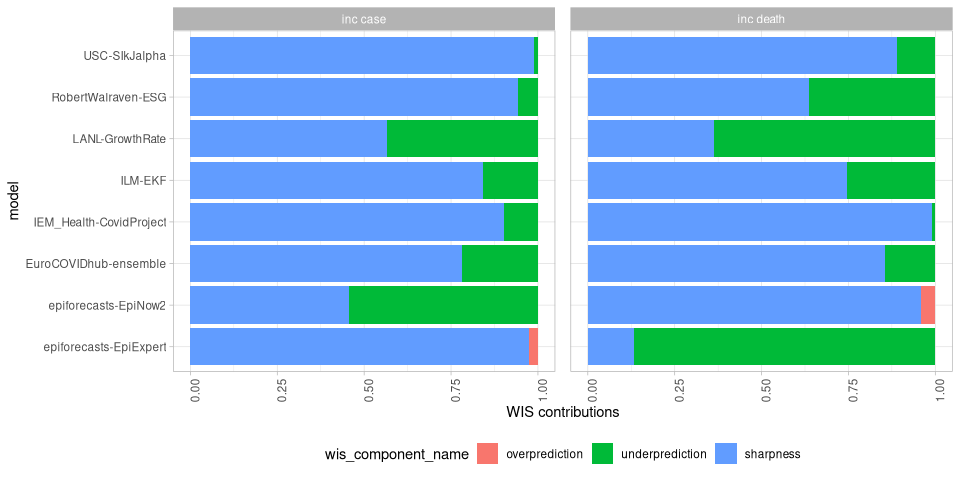 inc case
inc death
USC-SIkJalpha
RobertWalraven-ESG
LANL-GrowthRate
ILM-EKF
IEM_Health-CovidProject
EuroCOVIDhub-ensemble
epiforecasts-EpiNow2
epiforecasts-EpiExpert
model
0.00
0.25
0.50
0.75
1.00
0.00
0.25
0.50
0.75
1.00
WIS contributions
wis_component_name
overprediction
underprediction
sharpness